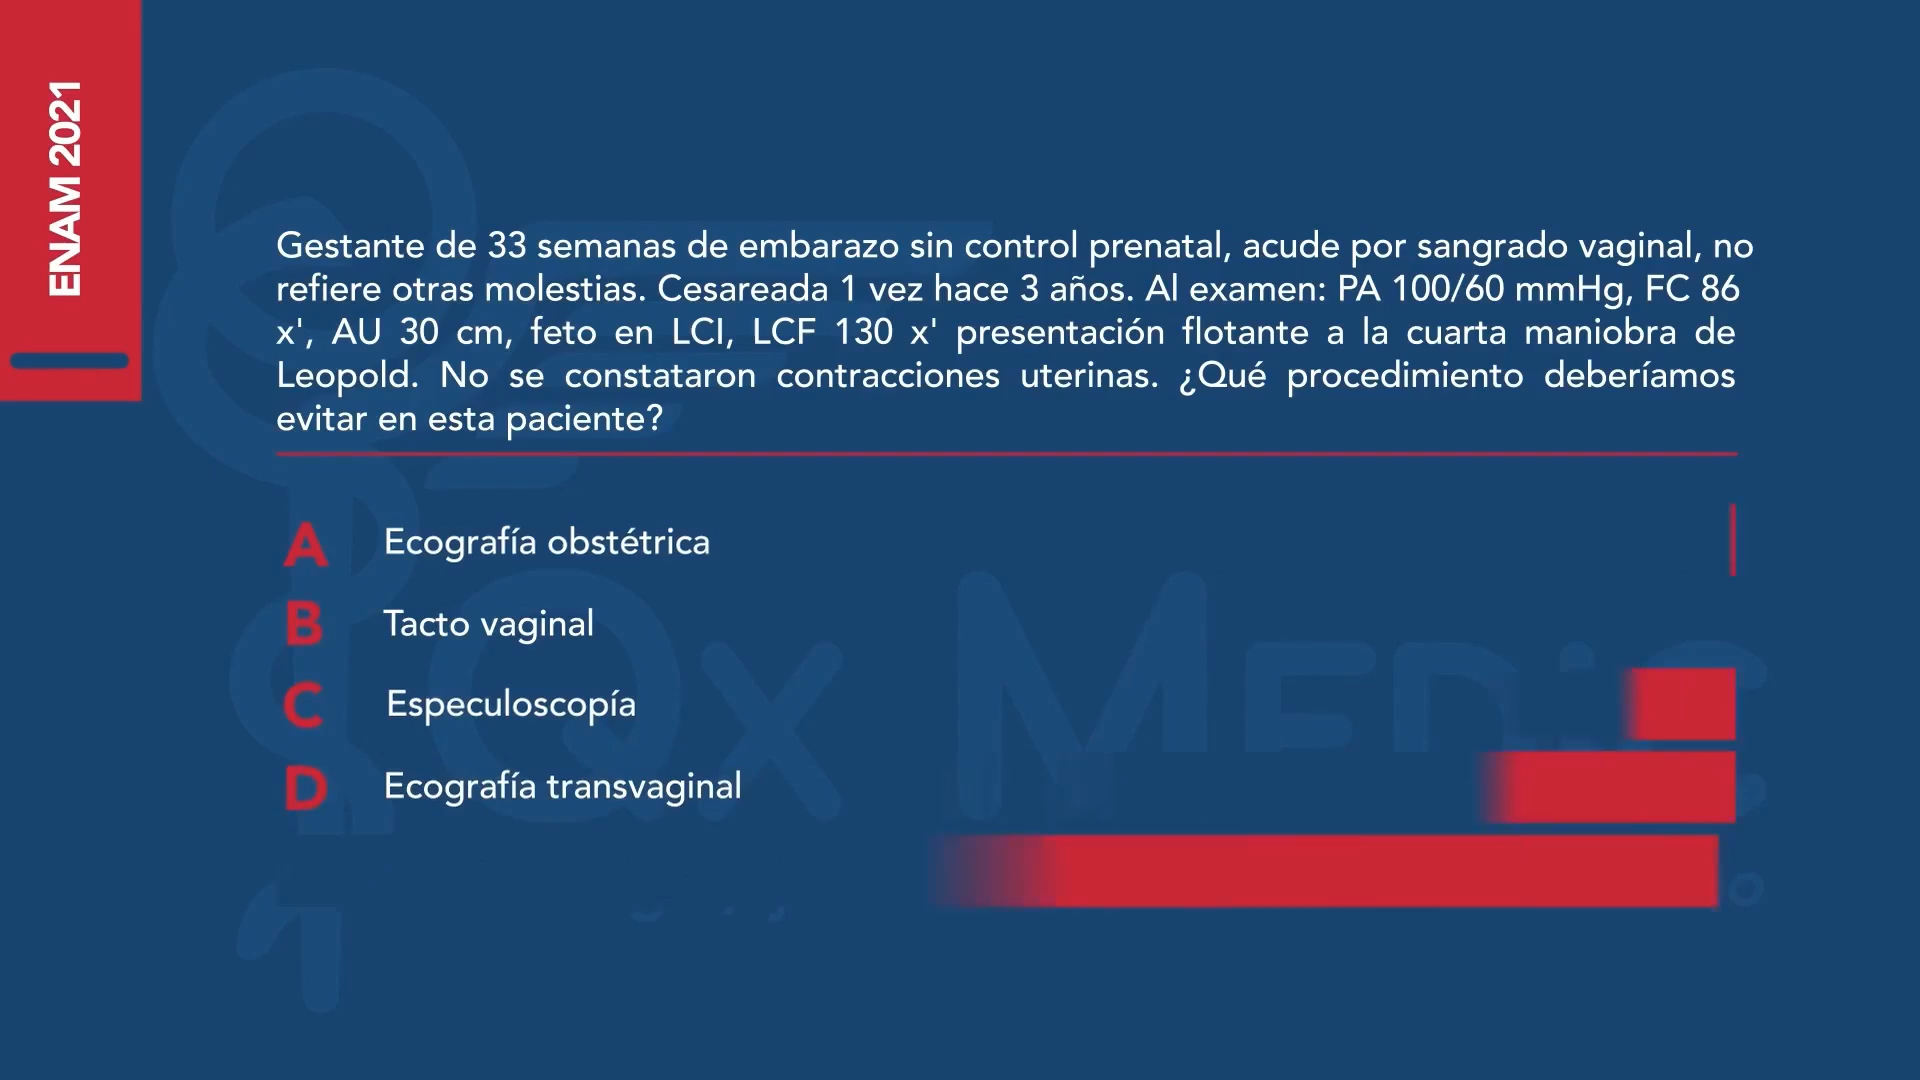 ENAM 2021
Gestante de 33 semanas de embarazo sin control prenatal, acude por sangrado vaginal, no
refiere otras molestias. Cesareada 1 vez hace 3 años. Al examen: PA 100/60 mmHg, FC 86
x', AU 30 cm, feto en LCI, LCF 130 x' presentación flotante a la cuarta maniobra de
Leopold. No se constataron contracciones uterinas. ¿Qué procedimiento deberíamos
evitar en esta paciente?
A Ecografía obstétrica
B Tacto vaginal
C Especuloscopía
D Ecografía transvaginal